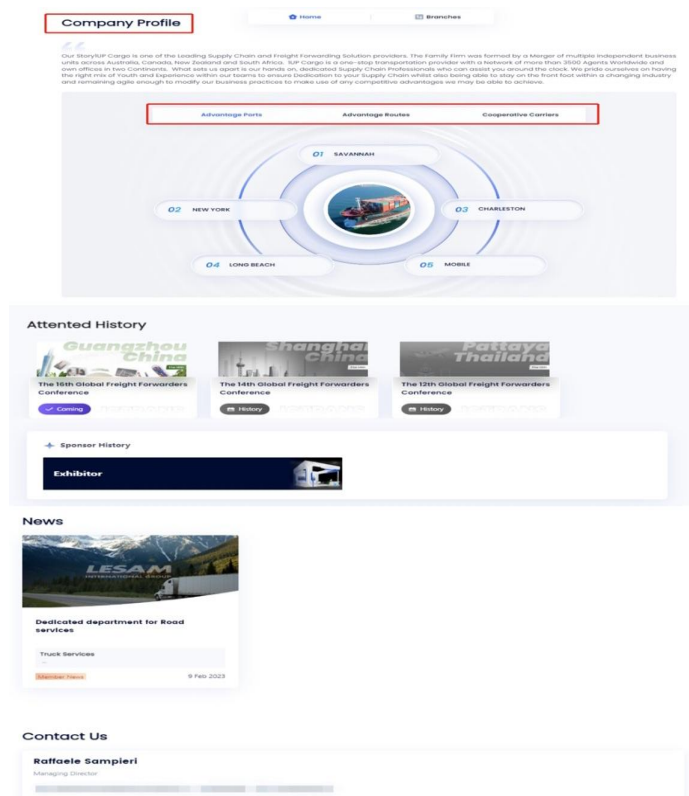 Company Profile
Home
Branches
Our Story1UP Cargo is one of the Leading Supply Chain and Freight Forwarding Solution providers. The Family Firm was formed by a Merger of multiple independent business
units across Australia, Canada, New Zealand and South Africa. 1UP Cargo is a one-stop transportation provider with a Network of more than 3500 Agents Worldwide and
own offices in two Continents. What sets us apart is our hands on, dedicated Supply Chain Professionals who can assist you around the clock. We pride ourselves on having
the right mix of Youth and Experience within our teams to ensure Dedication to your Supply Chain whilst also being able to stay on the front foot within a changing industry
and remaining agile enough to modify our business practices to make use of any competitive advantages we may be able to achieve.
Advantage Ports
Advantage Routes
Cooperative Carriers
01 SAVANNAH
02 NEW YORK
03 CHARLESTON
04 LONG BEACH
05 MOBILE
Attented History
Guangzhou
China
Shanghai
China
Pattaya
Thailand
The 16th Global Freight Forwarders
Conference
The 14th Global Freight Forwarders
Conference
The 12th Global Freight Forwarders
Conference
Coming
History
History
Sponsor History
Exhibitor
News
LESAM
INTERNATIONAL GROUP
Dedicated department for Road
services
Truck Services
Member News
9 Feb 2023
Contact Us
Raffaele Sampieri
Managing Director